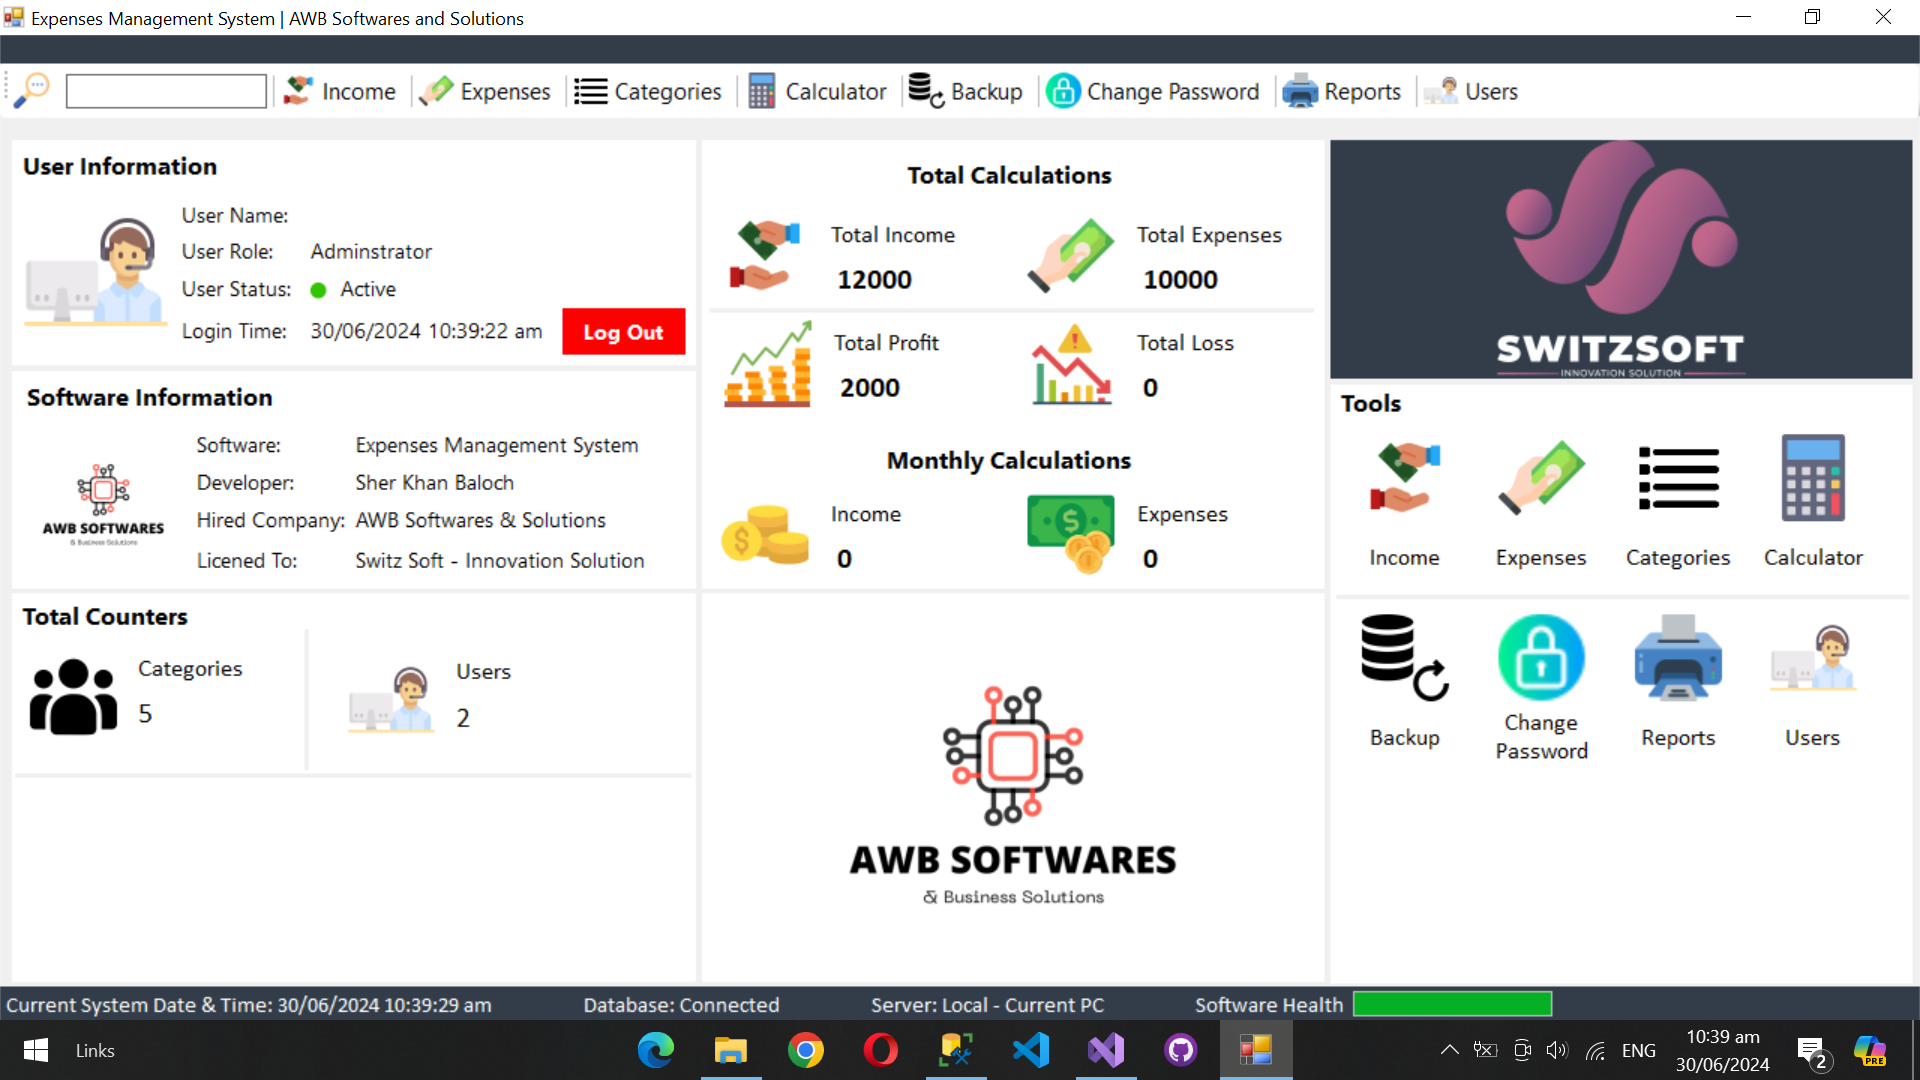 Expenses Management System | AWB Softwares and Solutions
Income
Expenses
Categories
Calculator
Backup
Change Password
Reports
Users
User Information
User Name:
User Role: Adminstrator
User Status: Active
Login Time: 30/06/2024 10:39:22 am
Log Out
Software Information
AWB SOFTWARES
& Business Solutions
Software: Expenses Management System
Developer: Sher Khan Baloch
Hired Company: AWB Softwares & Solutions
Licened To: Switz Soft - Innovation Solution
Total Counters
Categories
5
Users
2
Total Calculations
Total Income
12000
Total Expenses
10000
Total Profit
2000
Total Loss
0
Monthly Calculations
Income
0
Expenses
0
AWB SOFTWARES
& Business Solutions
SWITZSOFT
INNOVATION SOLUTION
Tools
Income
Expenses
Categories
Calculator
Backup
Change
Password
Reports
Users
Current System Date & Time: 30/06/2024 10:39:29 am
Database: Connected
Server: Local - Current PC
Software Health
Links
ENG
10:39 am
30/06/2024
2
PRE